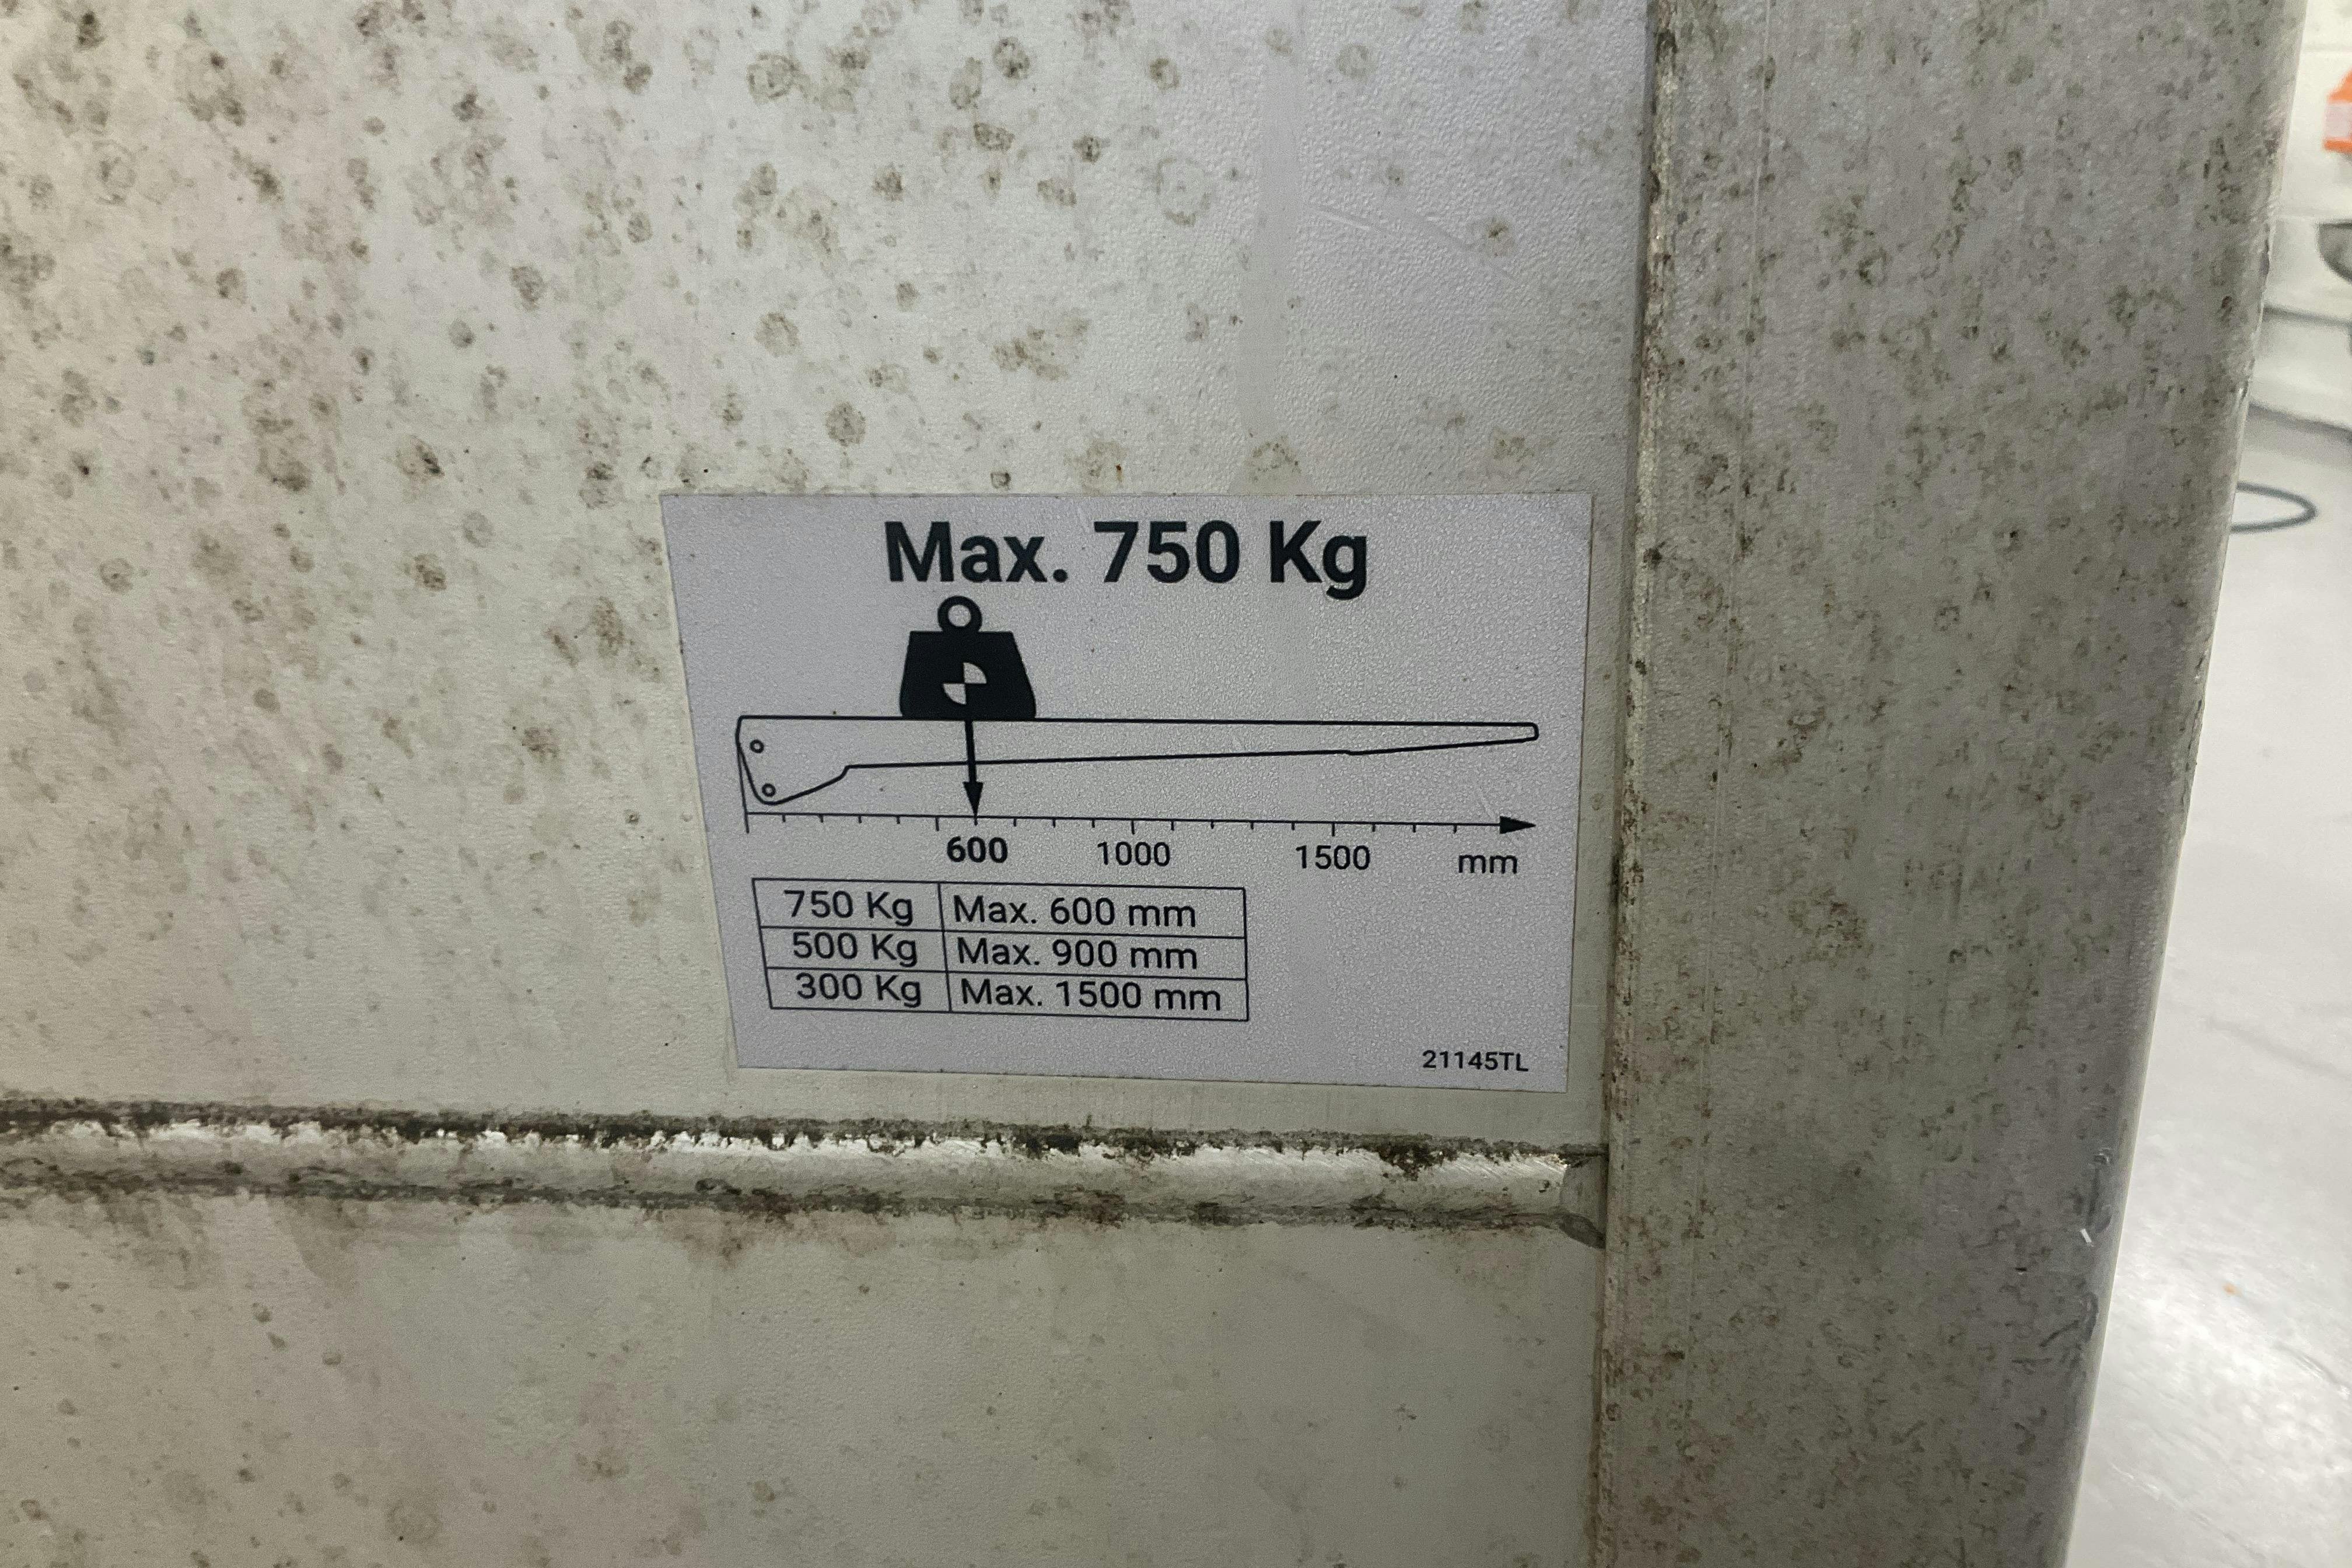 Max. 750 Kg
600 1000 1500 mm
750 Kg Max. 600 mm
500 Kg Max. 900 mm
300 Kg Max. 1500 mm
21145TL